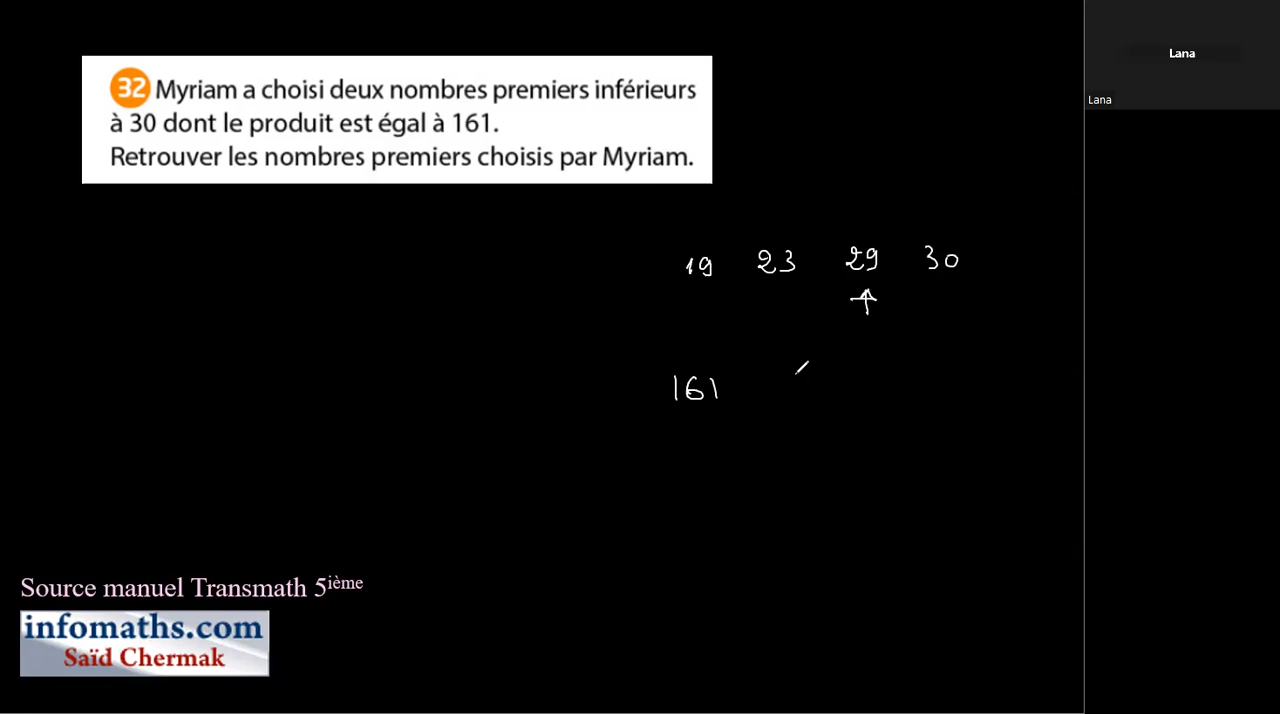 Lana
Lana
32 Myriam a choisi deux nombres premiers inférieurs
à 30 dont le produit est égal à 161.
Retrouver les nombres premiers choisis par Myriam.
19 23 29 30
161
Source manuel Transmath 5ième
infomaths.com
Saïd Chermak